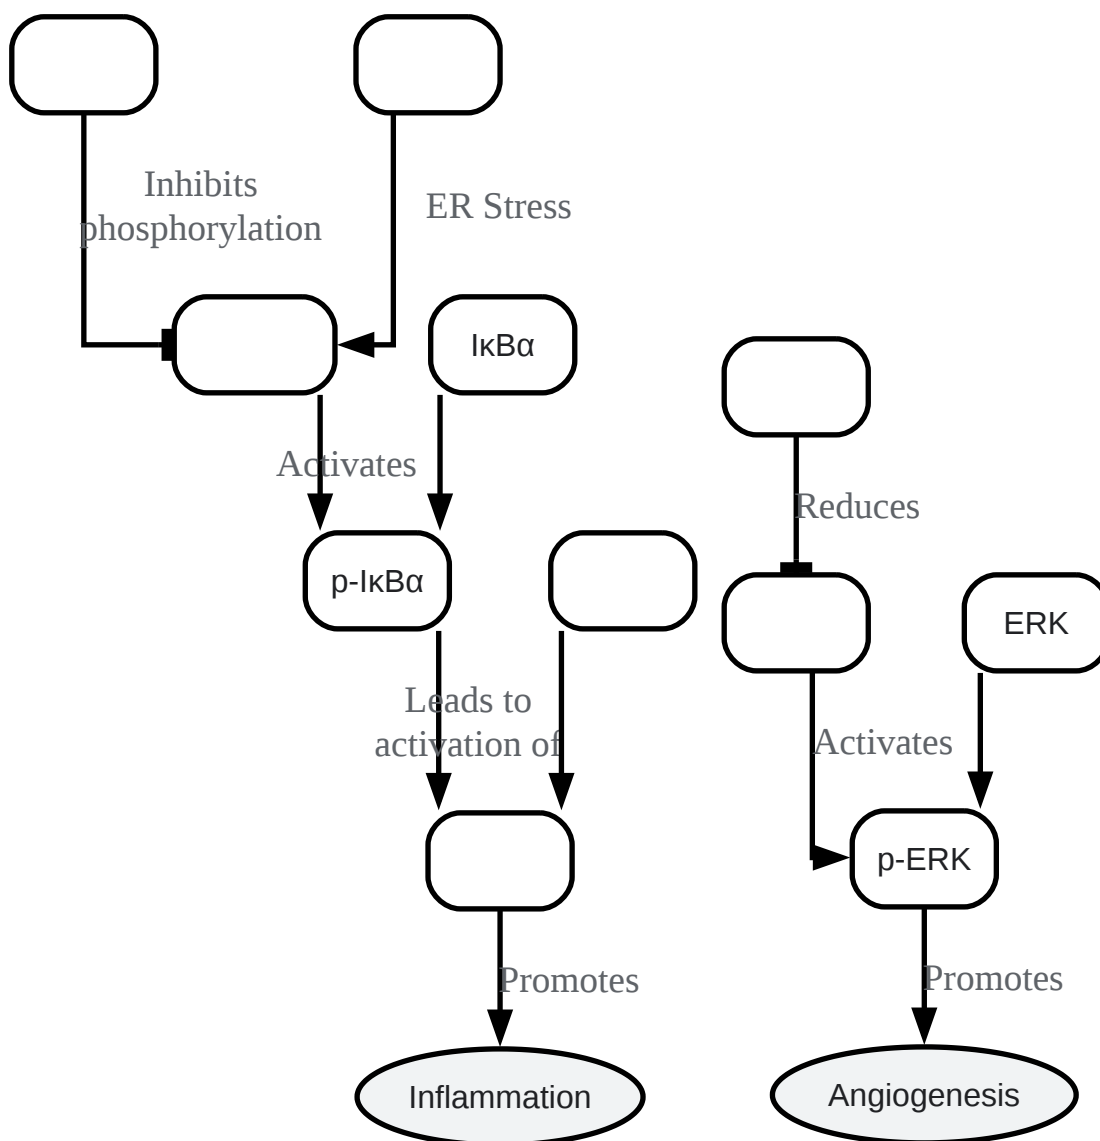 Inhibits
phosphorylation
ER Stress
IκBα
Activates
Reduces
p-IκBα
ERK
Leads to
activation of
Activates
p-ERK
Promotes
Promotes
Inflammation
Angiogenesis